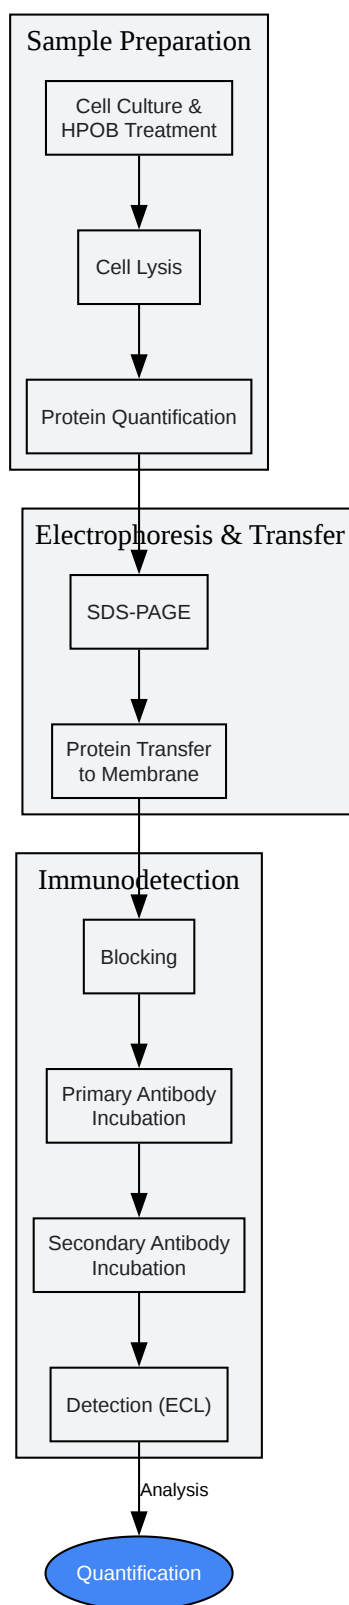 Sample Preparation
Cell Culture &
HPOB Treatment
Cell Lysis
Protein Quantification
Electrophoresis & Transfer
SDS-PAGE
Protein Transfer
to Membrane
Immunodetection
Blocking
Primary Antibody
Incubation
Secondary Antibody
Incubation
Detection (ECL)
Analysis
Quantification